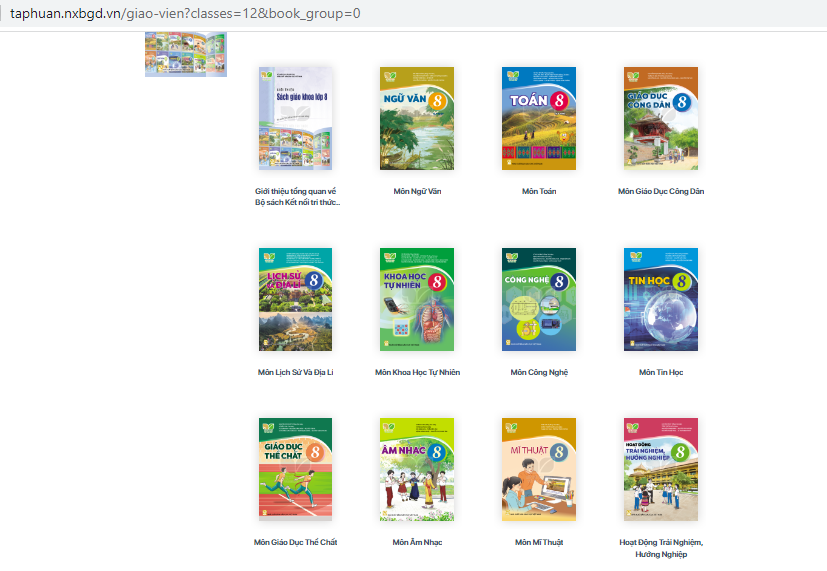 taphuan.nxbgd.vn/giao-vien?classes=12&book_group=0
Sách giáo khoa lớp 8
NGỮ VĂN 8
TOÁN 8
GIÁO DỤC
CÔNG DÂN 8
Giới thiệu tổng quan về
Bộ sách Kết nối tri thức..
Môn Ngữ Văn
Môn Toán
Môn Giáo Dục Công Dân
LỊCH SỬ
& ĐỊA LÍ 8
KHOA HỌC
TỰ NHIÊN 8
CÔNG NGHỆ 8
TIN HỌC 8
Môn Lịch Sử Và Địa Lí
Môn Khoa Học Tự Nhiên
Môn Công Nghệ
Môn Tin Học
GIÁO DỤC
THỂ CHẤT 8
ÂM NHẠC 8
MĨ THUẬT 8
HOẠT ĐỘNG
TRẢI NGHIỆM,
HƯỚNG NGHIỆP 8
Môn Giáo Dục Thể Chất
Môn Âm Nhạc
Môn Mĩ Thuật
Hoạt Động Trải Nghiệm,
Hướng Nghiệp